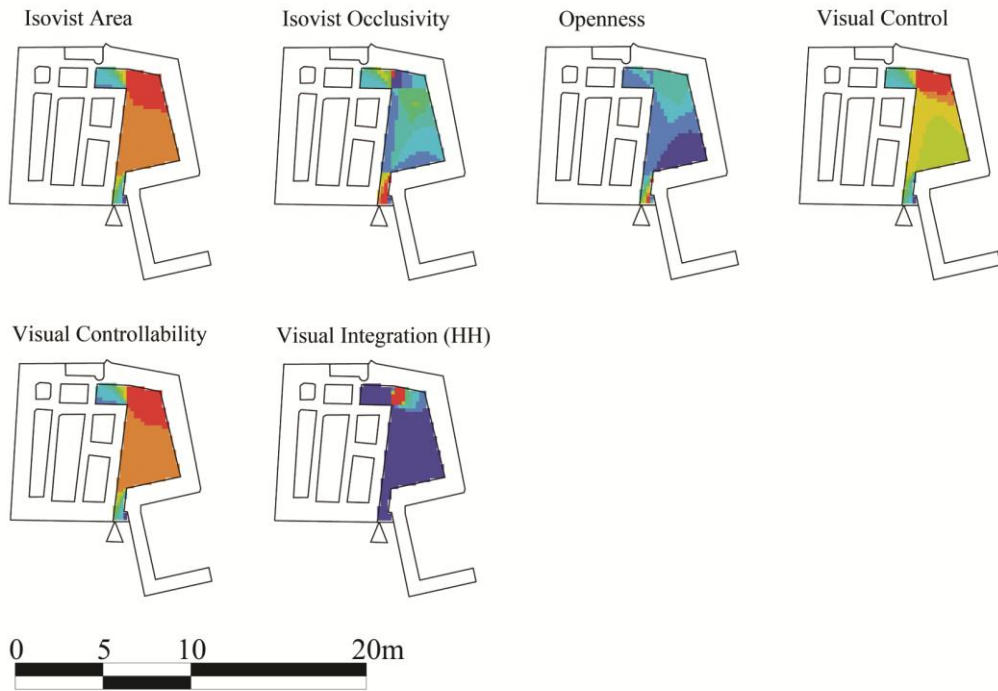 Isovist Area
Isovist Occlusivity
Openness
Visual Control
Visual Controllability
Visual Integration (HH)
0 5 10 20m